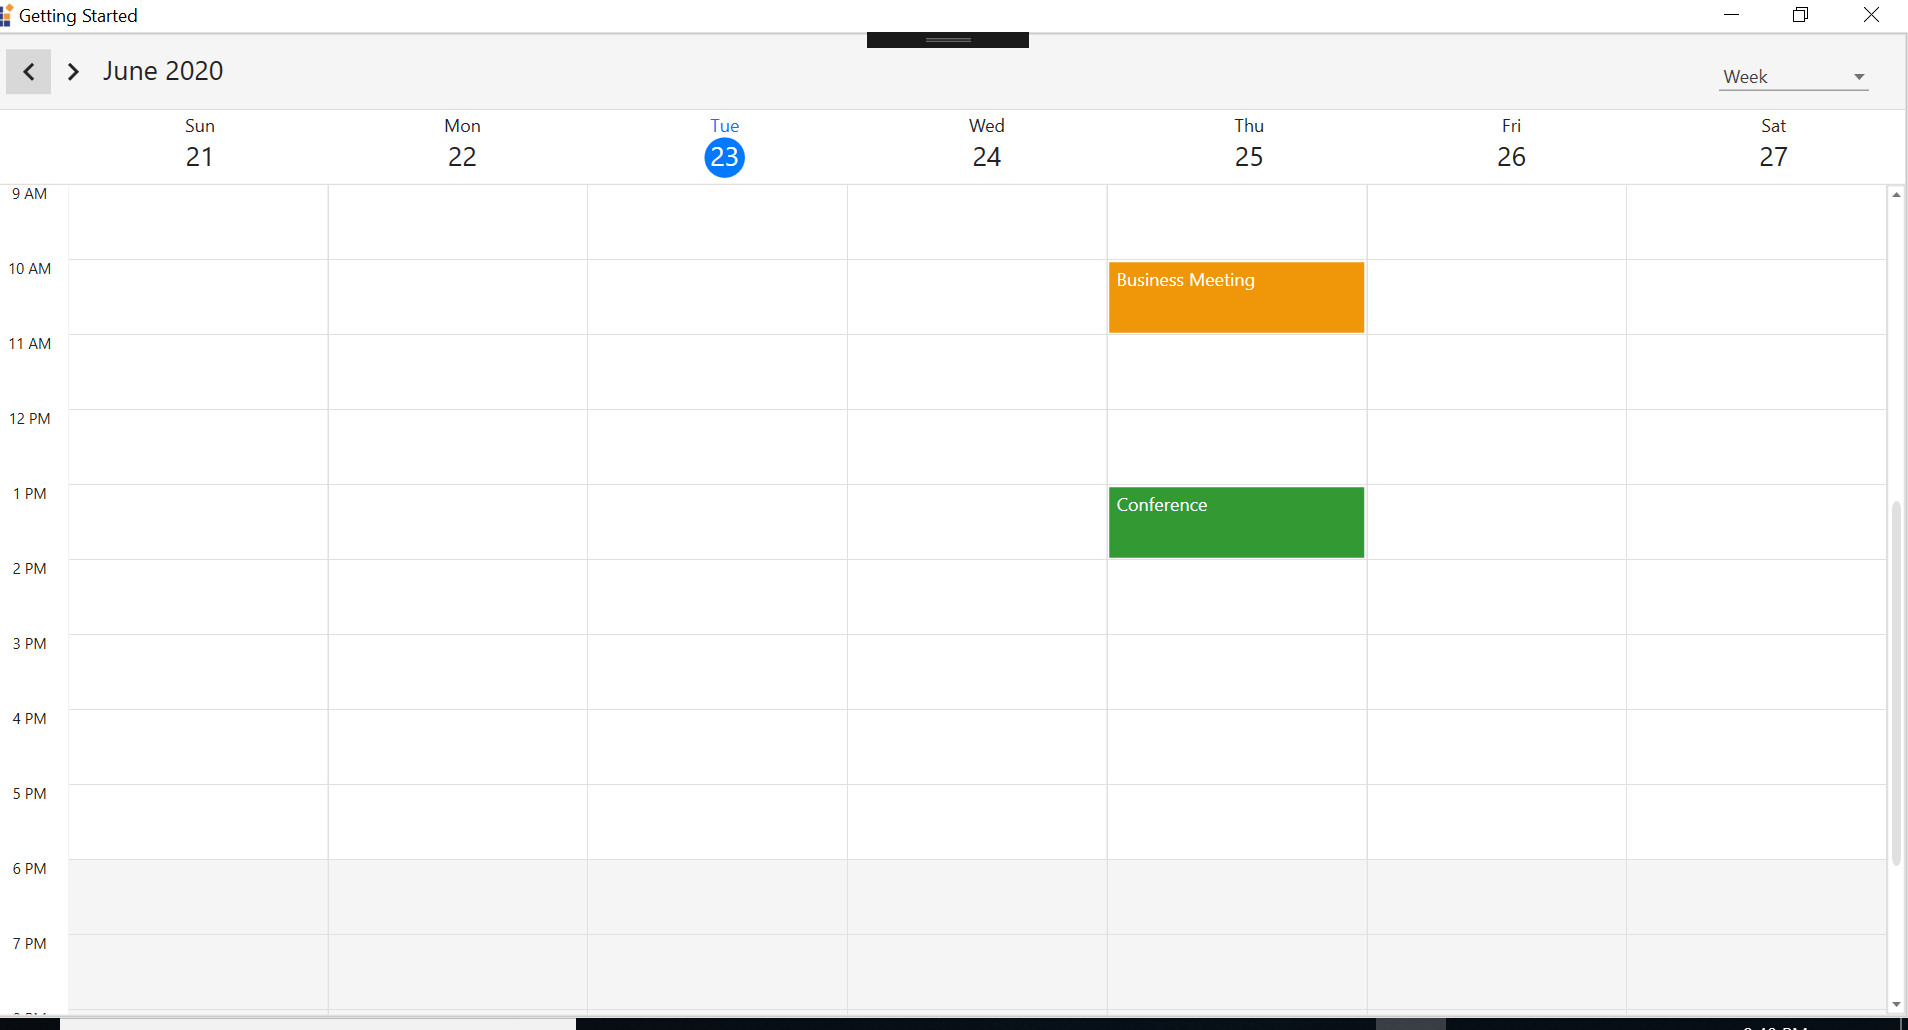 Getting Started
June 2020
Week
Sun Mon Tue Wed Thu Fri Sat
21 22 23 24 25 26 27
9 AM
10 AM
Business Meeting
11 AM
12 PM
1 PM
Conference
2 PM
3 PM
4 PM
5 PM
6 PM
7 PM